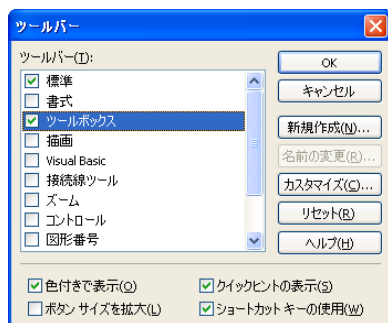 ツールバー
ツールバー(T):
標準
書式
ツールボックス
描画
Visual Basic
接続線ツール
ズーム
コントロール
図形番号
OK
キャンセル
新規作成(N)...
名前の変更(R)...
カスタマイズ(C)...
リセット(R)
ヘルプ(H)
色付きで表示(O)
クイックヒントの表示(S)
ボタン サイズを拡大(L)
ショートカット キーの使用(W)